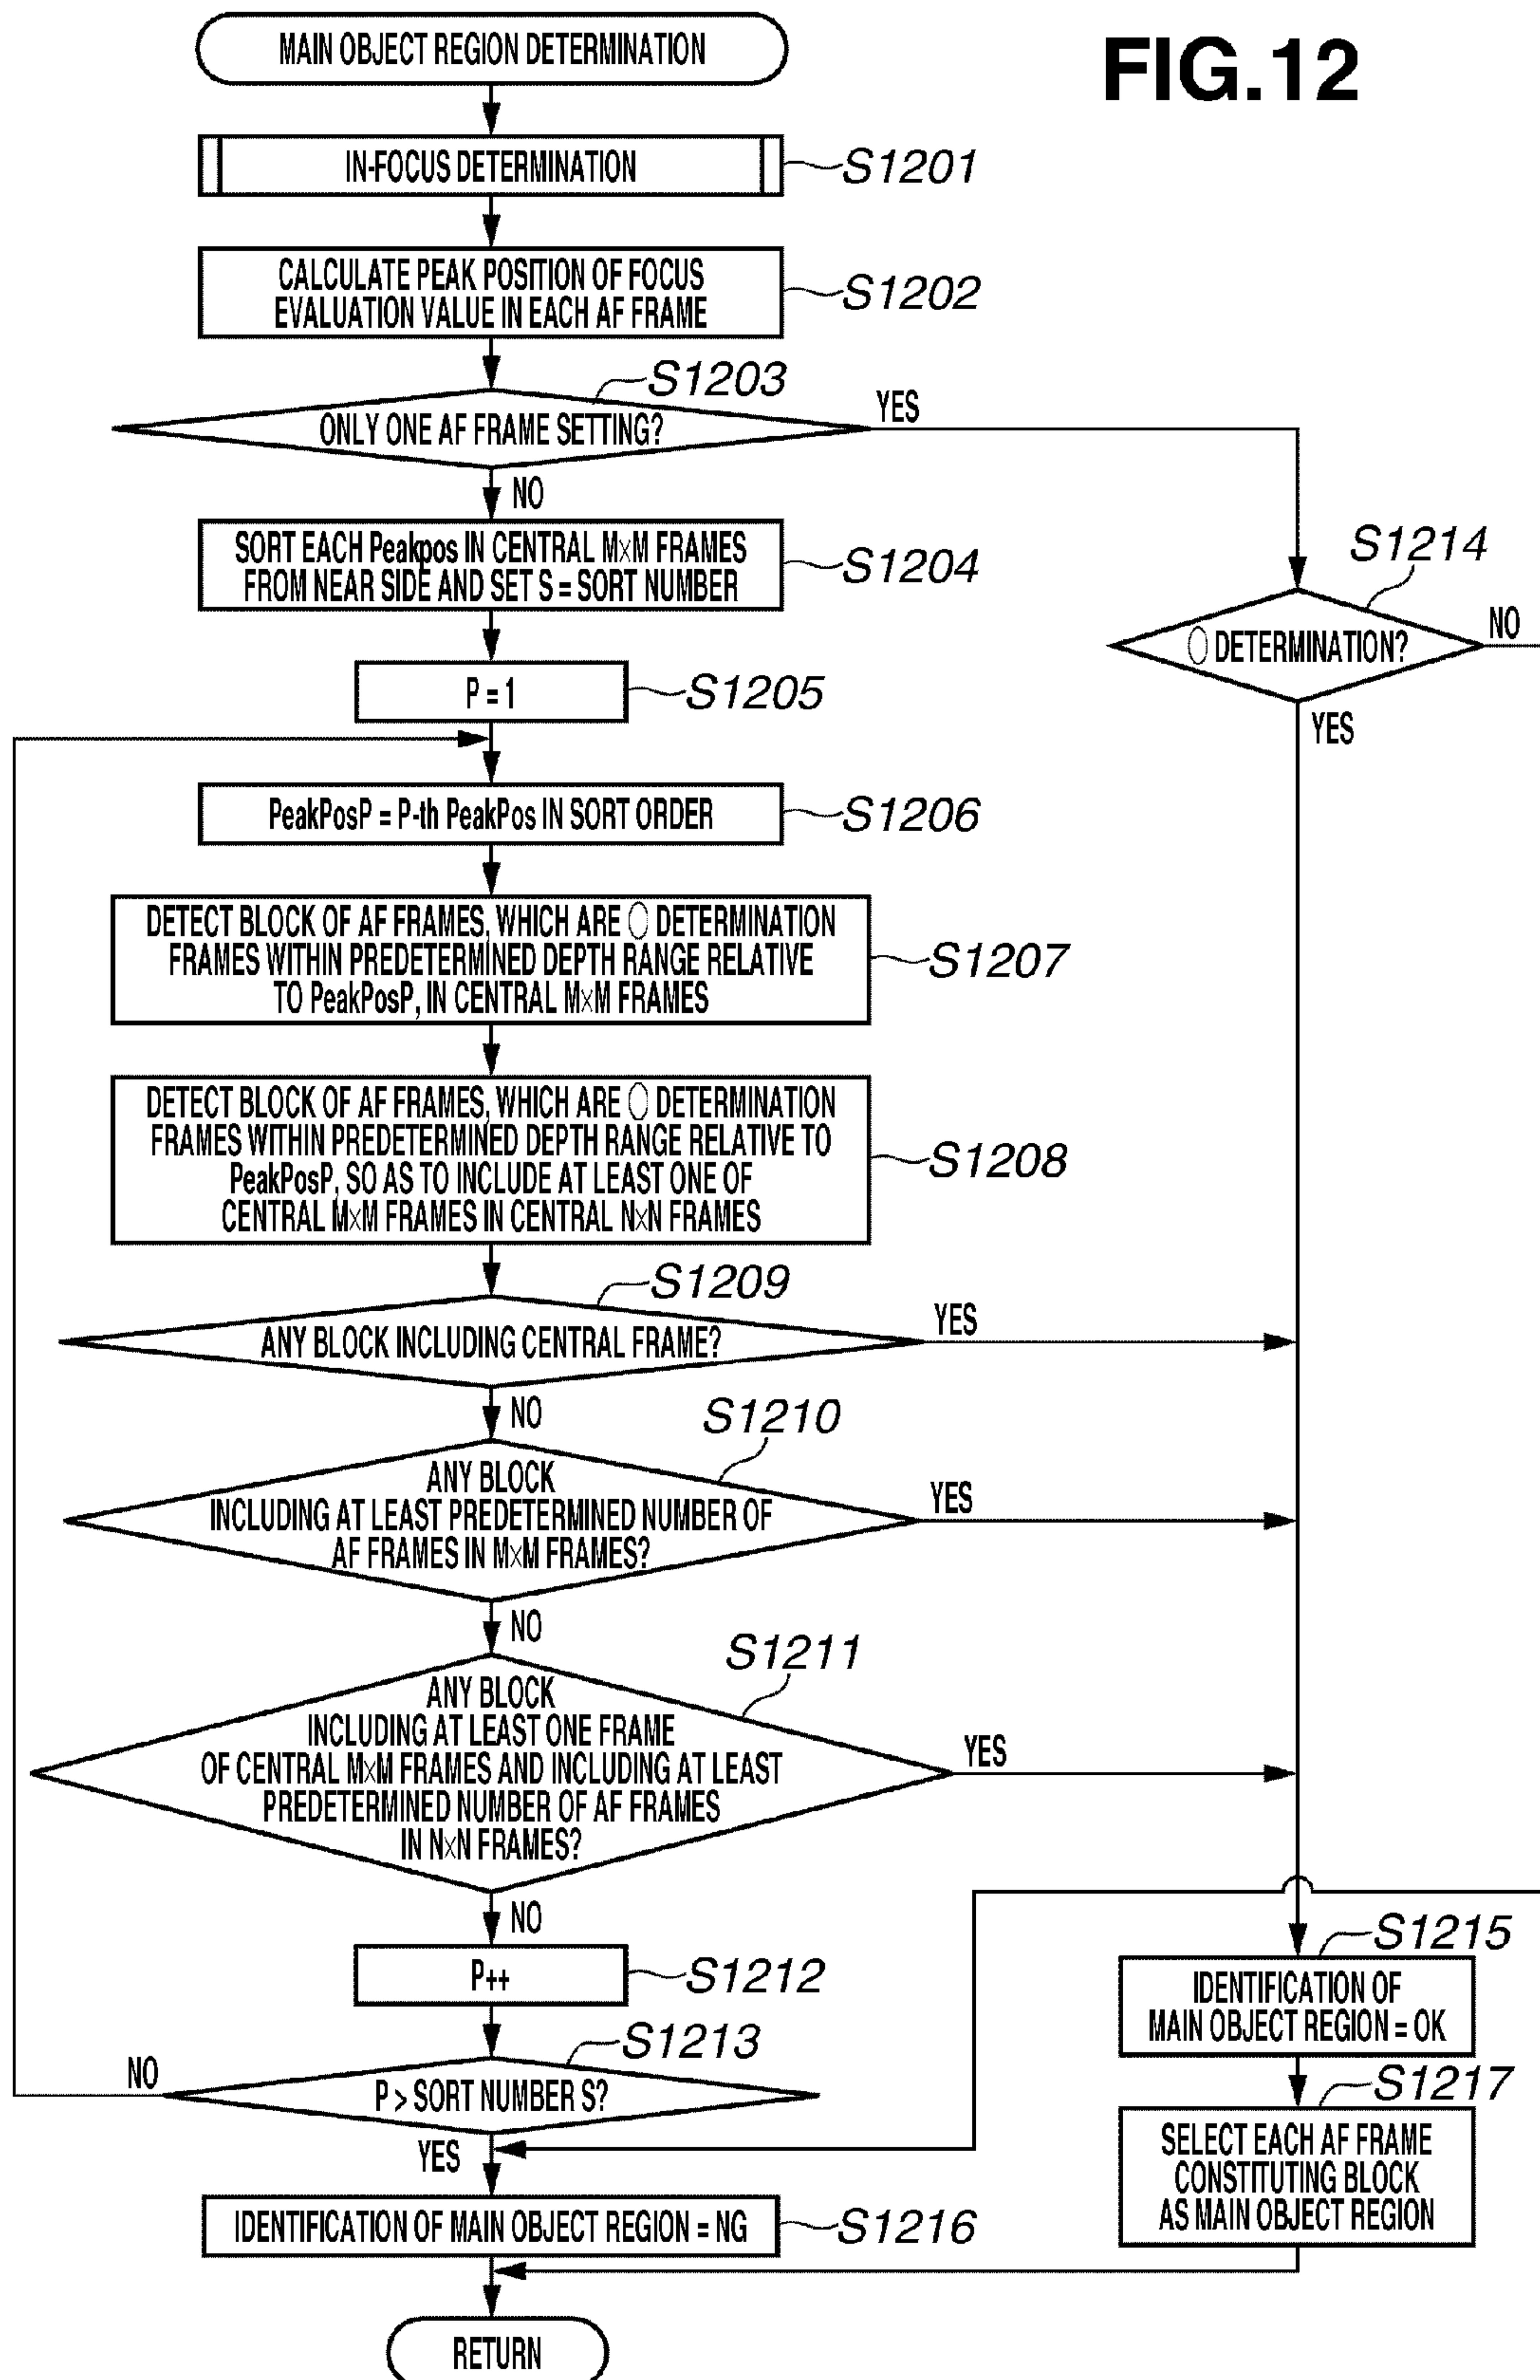 FIG.12
MAIN OBJECT REGION DETERMINATION
IN-FOCUS DETERMINATION
S1201
CALCULATE PEAK POSITION OF FOCUS
EVALUATION VALUE IN EACH AF FRAME
S1202
S1203
ONLY ONE AF FRAME SETTING?
YES
NO
SORT EACH Peakpos IN CENTRAL M×M FRAMES
FROM NEAR SIDE AND SET S = SORT NUMBER
S1204
S1214
○ DETERMINATION?
NO
YES
P = 1
S1205
PeakPosP = P-th PeakPos IN SORT ORDER
S1206
DETECT BLOCK OF AF FRAMES, WHICH ARE ○ DETERMINATION
FRAMES WITHIN PREDETERMINED DEPTH RANGE RELATIVE
TO PeakPosP, IN CENTRAL M×M FRAMES
S1207
DETECT BLOCK OF AF FRAMES, WHICH ARE ○ DETERMINATION
FRAMES WITHIN PREDETERMINED DEPTH RANGE RELATIVE TO
PeakPosP, SO AS TO INCLUDE AT LEAST ONE OF
CENTRAL M×M FRAMES IN CENTRAL N×N FRAMES
S1208
S1209
ANY BLOCK INCLUDING CENTRAL FRAME?
YES
NO
S1210
ANY BLOCK
INCLUDING AT LEAST PREDETERMINED NUMBER OF
AF FRAMES IN M×M FRAMES?
YES
NO
S1211
ANY BLOCK
INCLUDING AT LEAST ONE FRAME
OF CENTRAL M×M FRAMES AND INCLUDING AT LEAST
PREDETERMINED NUMBER OF AF FRAMES
IN N×N FRAMES?
YES
NO
P++
S1212
S1213
P > SORT NUMBER S?
NO
YES
S1215
IDENTIFICATION OF
MAIN OBJECT REGION = OK
S1217
SELECT EACH AF FRAME
CONSTITUTING BLOCK
AS MAIN OBJECT REGION
IDENTIFICATION OF MAIN OBJECT REGION = NG
S1216
RETURN